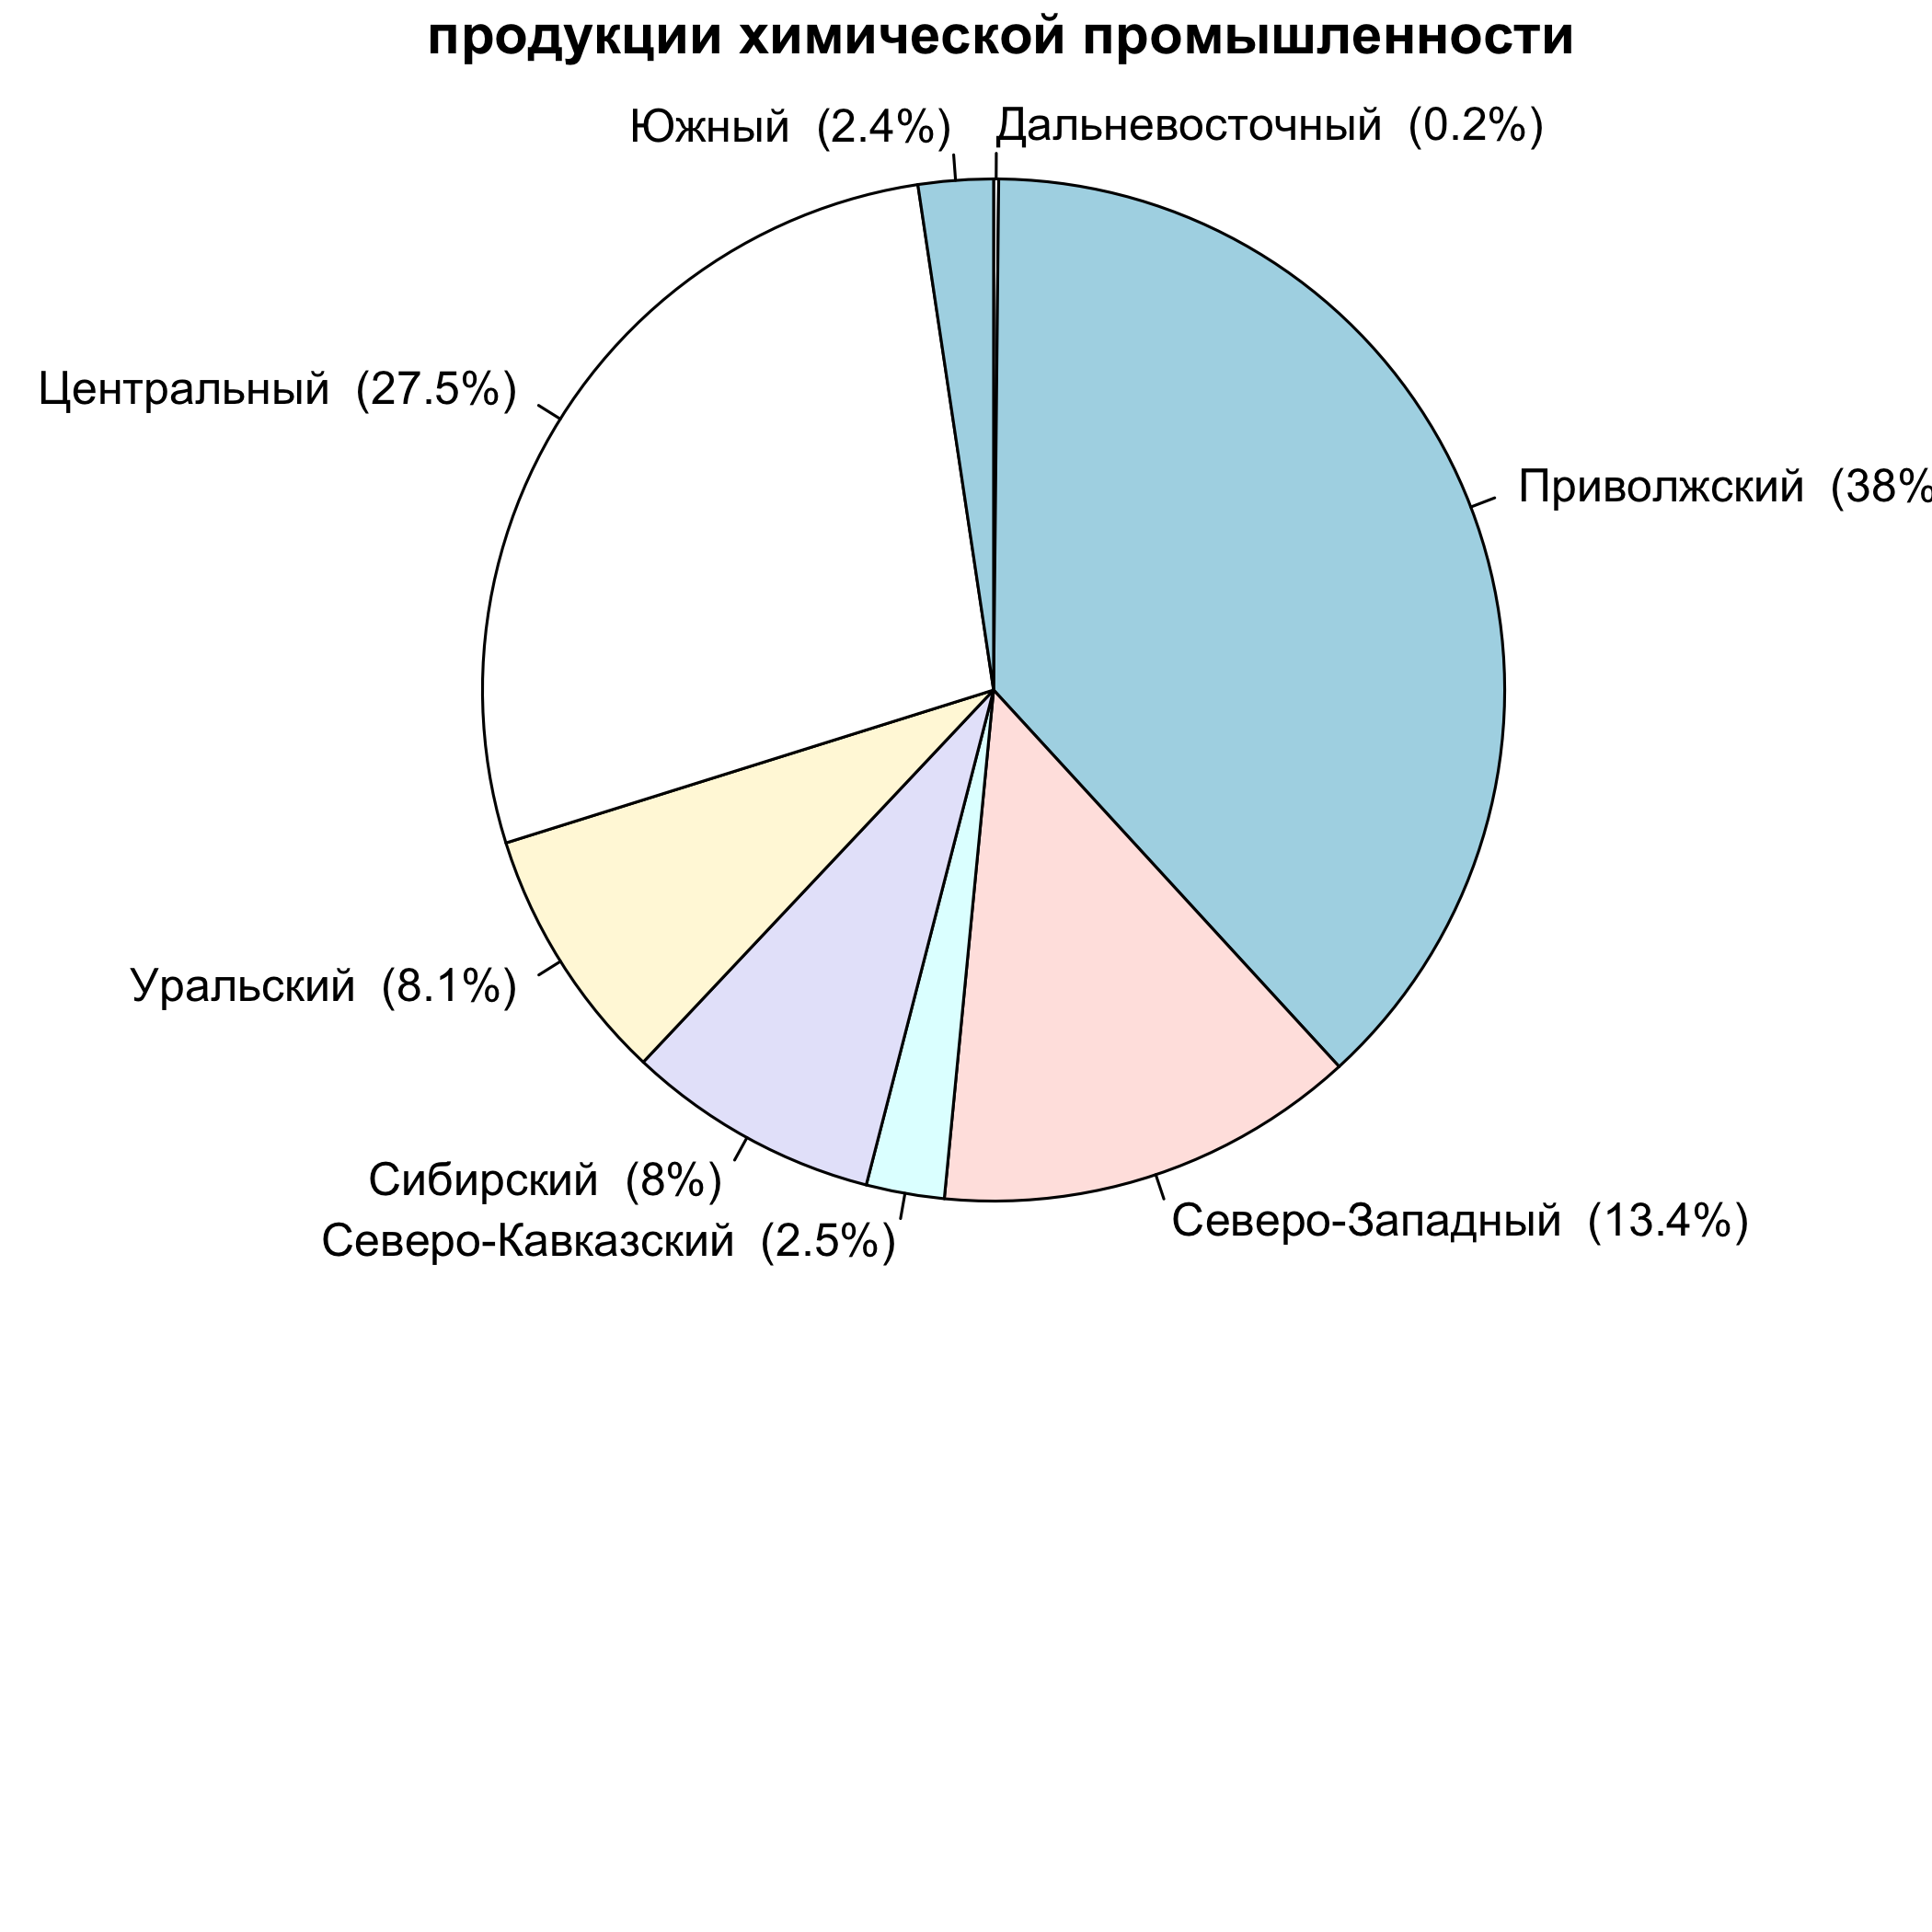 продукции химической промышленности
Южный (2.4%)
Дальневосточный (0.2%)
Центральный (27.5%)
Приволжский (38%
Уральский (8.1%)
Сибирский (8%)
Северо-Западный (13.4%)
Северо-Кавказский (2.5%)